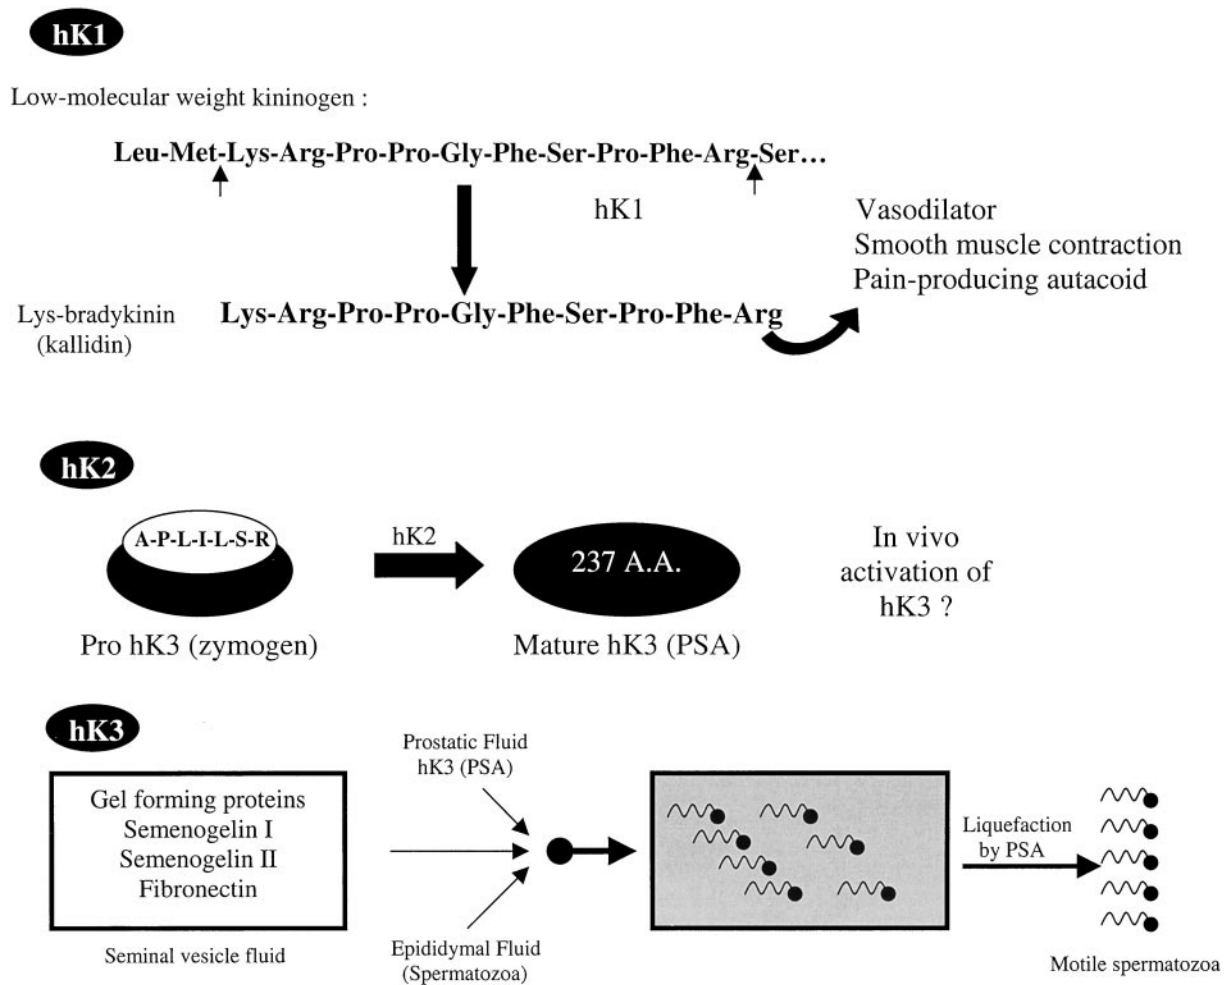 hK1
Low-molecular weight kininogen :
Leu-Met-Lys-Arg-Pro-Pro-Gly-Phe-Ser-Pro-Phe-Arg-Ser...
hK1
Vasodilator
Smooth muscle contraction
Pain-producing autacoid
Lys-bradykinin
(kallidin)
Lys-Arg-Pro-Pro-Gly-Phe-Ser-Pro-Phe-Arg
hK2
A-P-L-I-L-S-R
hK2
237 A.A.
In vivo
activation of
hK3 ?
Pro hK3 (zymogen)
Mature hK3 (PSA)
hK3
Gel forming proteins
Semenogelin I
Semenogelin II
Fibronectin
Seminal vesicle fluid
Prostatic Fluid
hK3 (PSA)
Epididymal Fluid
(Spermatozoa)
Liquefaction
by PSA
Motile spermatozoa